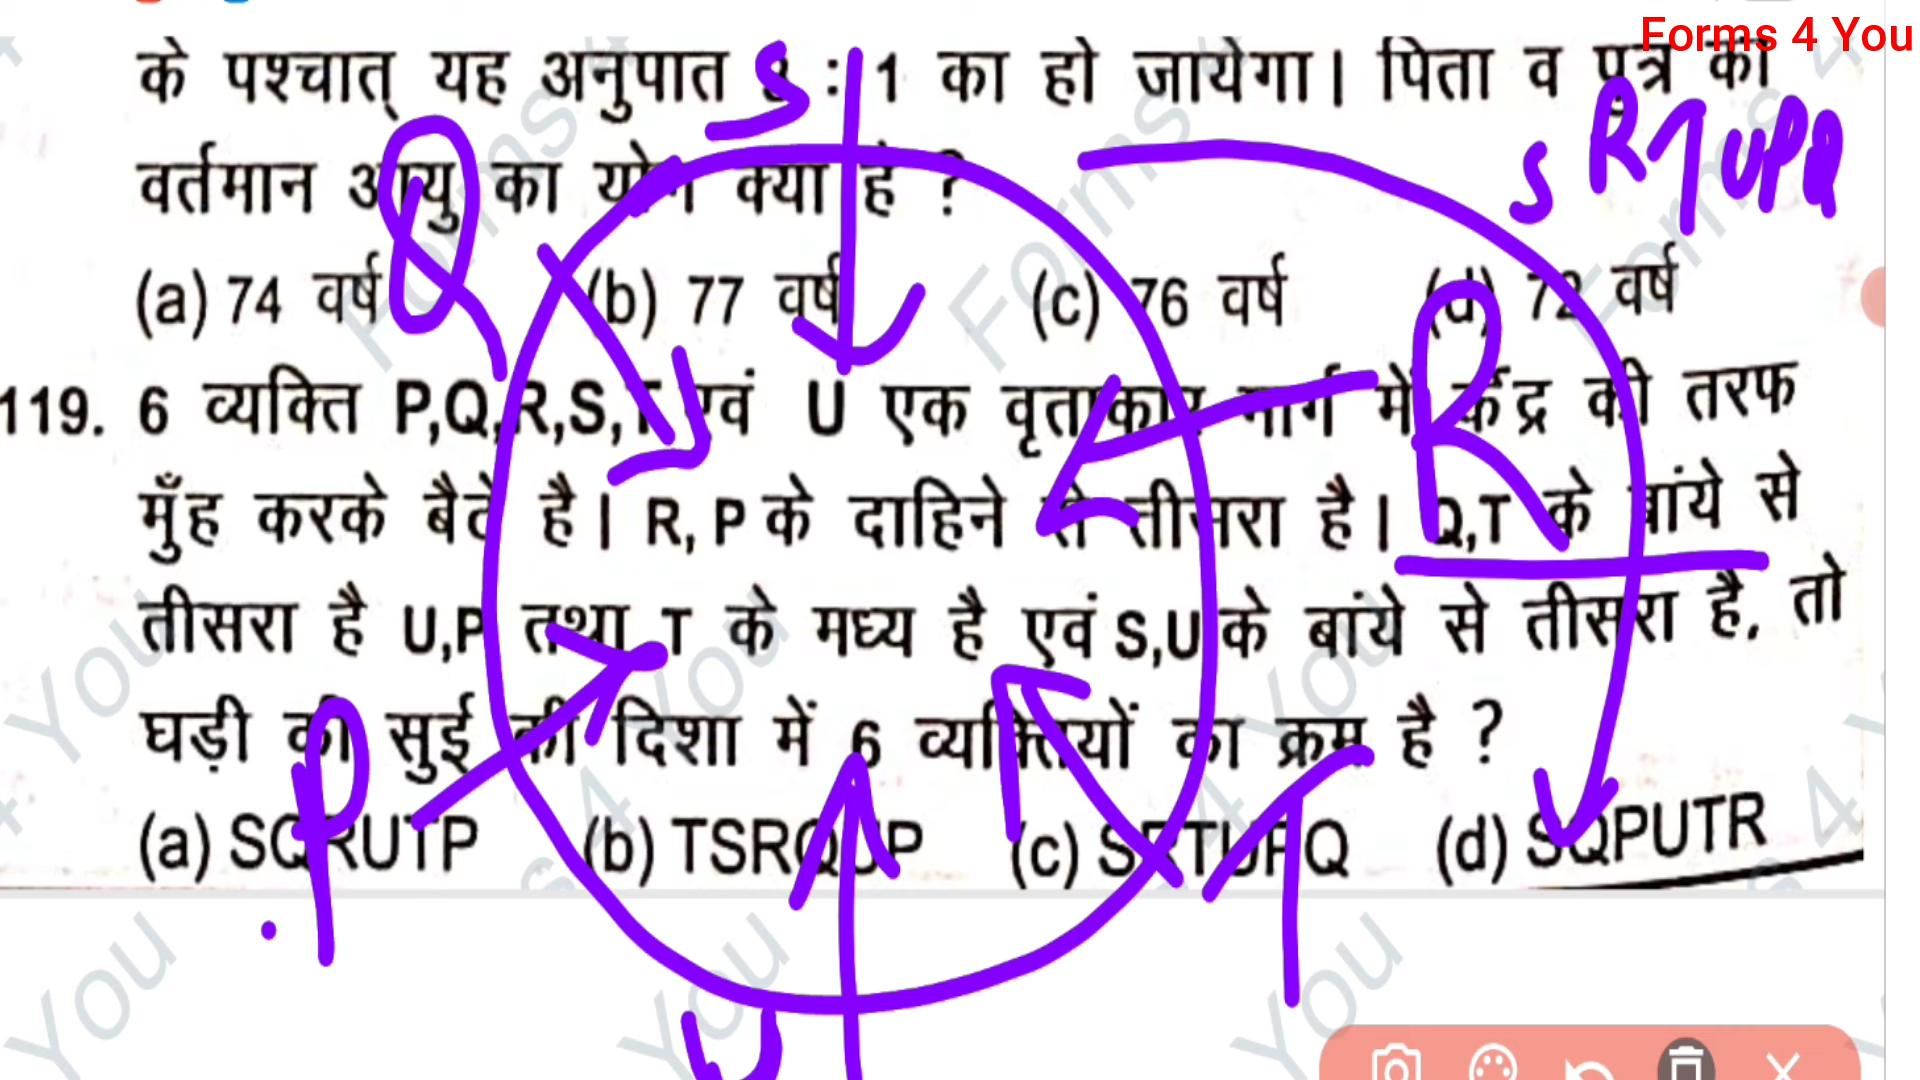 Forms 4 You
के पश्चात् यह अनुपात : 1 का हो जायेगा। पिता व पुत्र की
S
S R T U P Q
वर्तमान आयु का योग क्या है ?
Q
(a) 74 वर्ष (b) 77 वर्ष (c) 76 वर्ष (d) 72 वर्ष
R
119. 6 व्यक्ति P,Q,R,S,T एवं U एक वृताकार मार्ग में केंद्र की तरफ
मुँह करके बैठे है। R, P के दाहिने से तीसरा है। Q,T के बांये से
तीसरा है U,P तथा T के मध्य है एवं S,U के बांये से तीसरा है, तो
घड़ी की सुई की दिशा में 6 व्यक्तियों का क्रम है ?
P
T
(a) SQRUTP (b) TSRQUP (c) SRTUPQ (d) SQPUTR
U